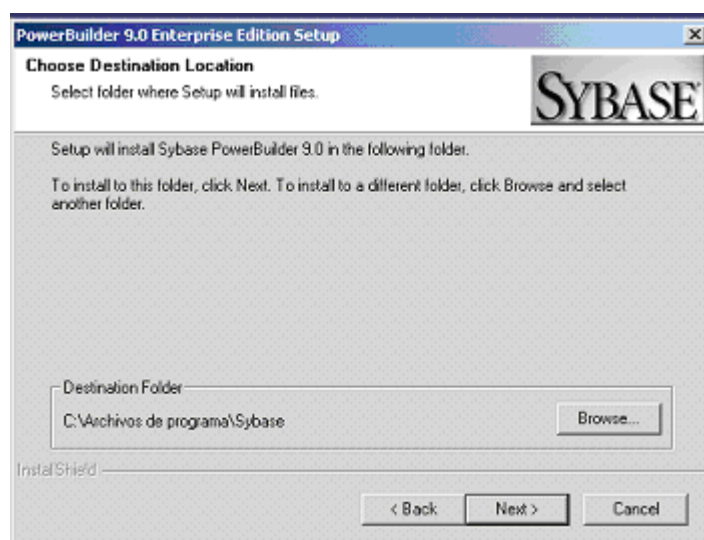 PowerBuilder 9.0 Enterprise Edition Setup
Choose Destination Location
Select folder where Setup will install files.
SYBASE
Setup will install Sybase PowerBuilder 9.0 in the following folder.
To install to this folder, click Next. To install to a different folder, click Browse and select
another folder.
Destination Folder
C:\Archivos de programa\Sybase
Browse...
InstallShield
< Back
Next >
Cancel